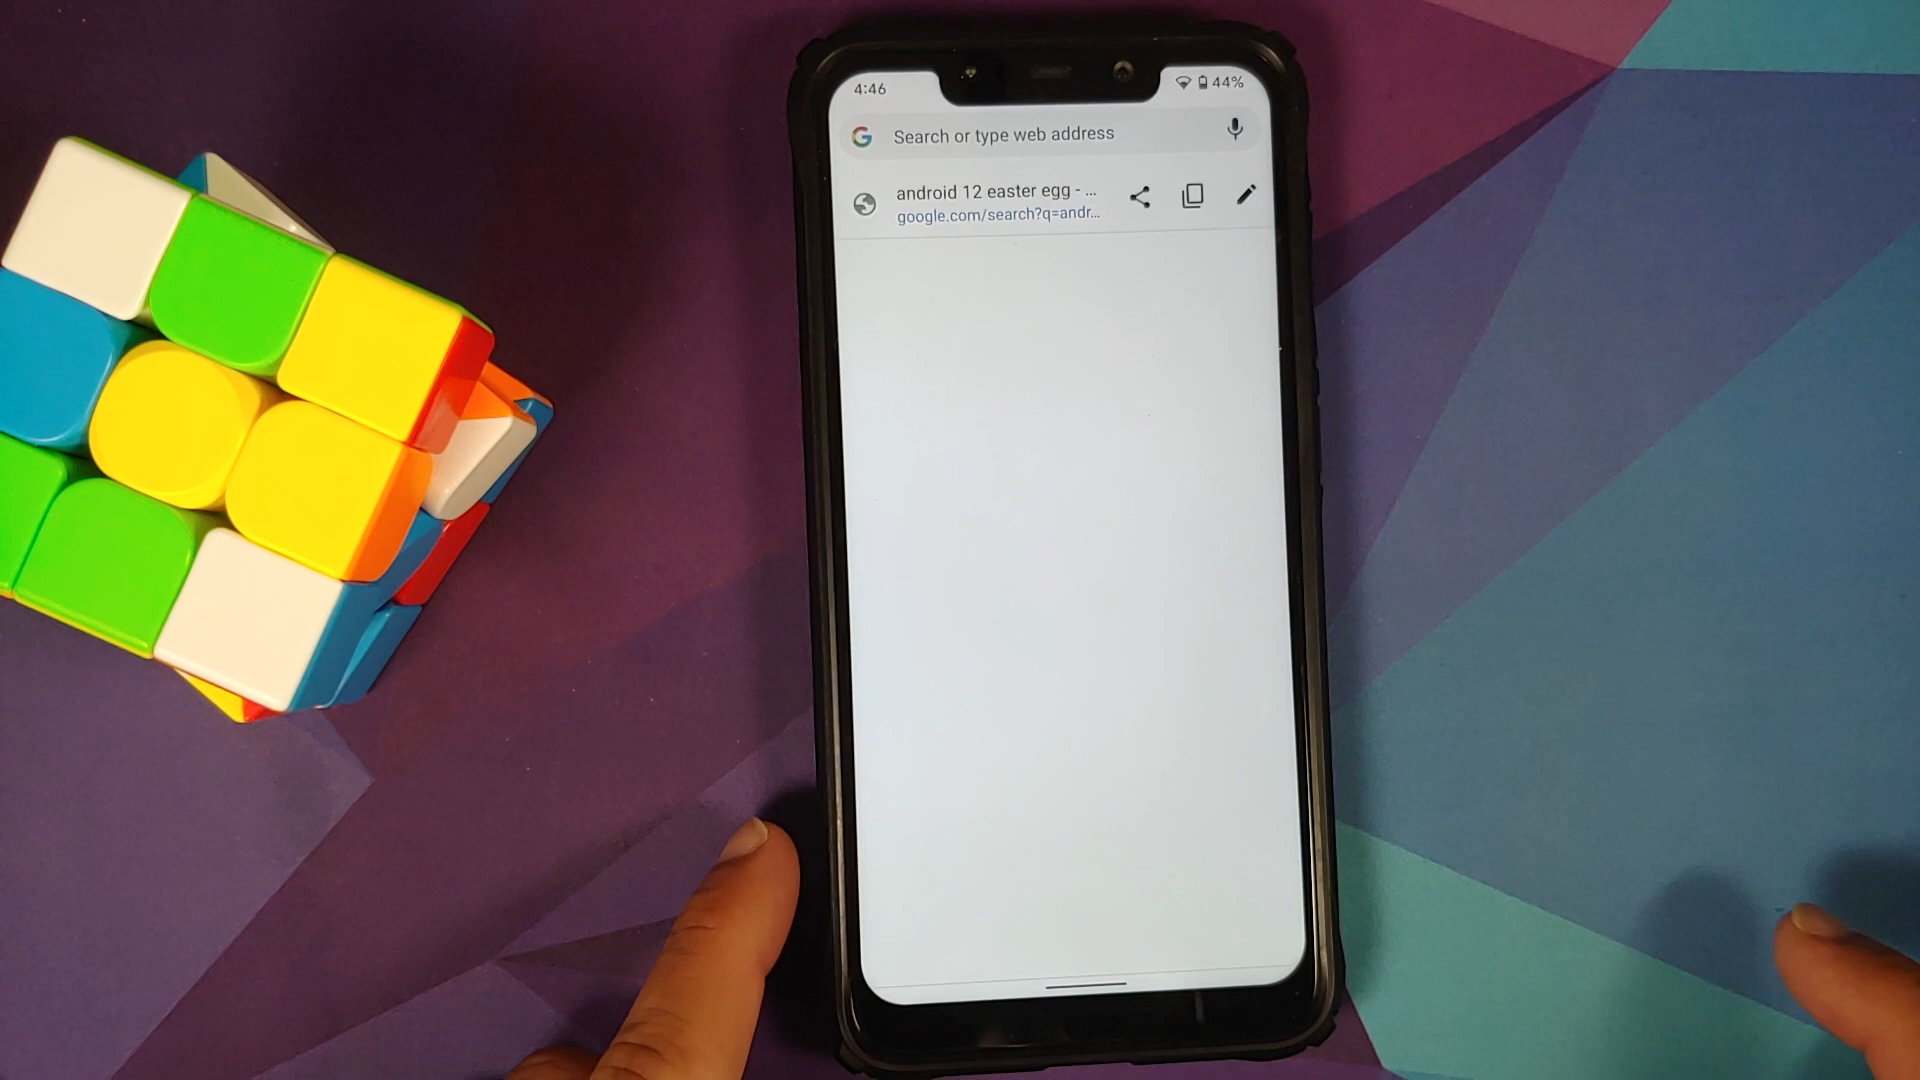 4:46
44%
Search or type web address
android 12 easter egg - ...
google.com/search?q=andr...